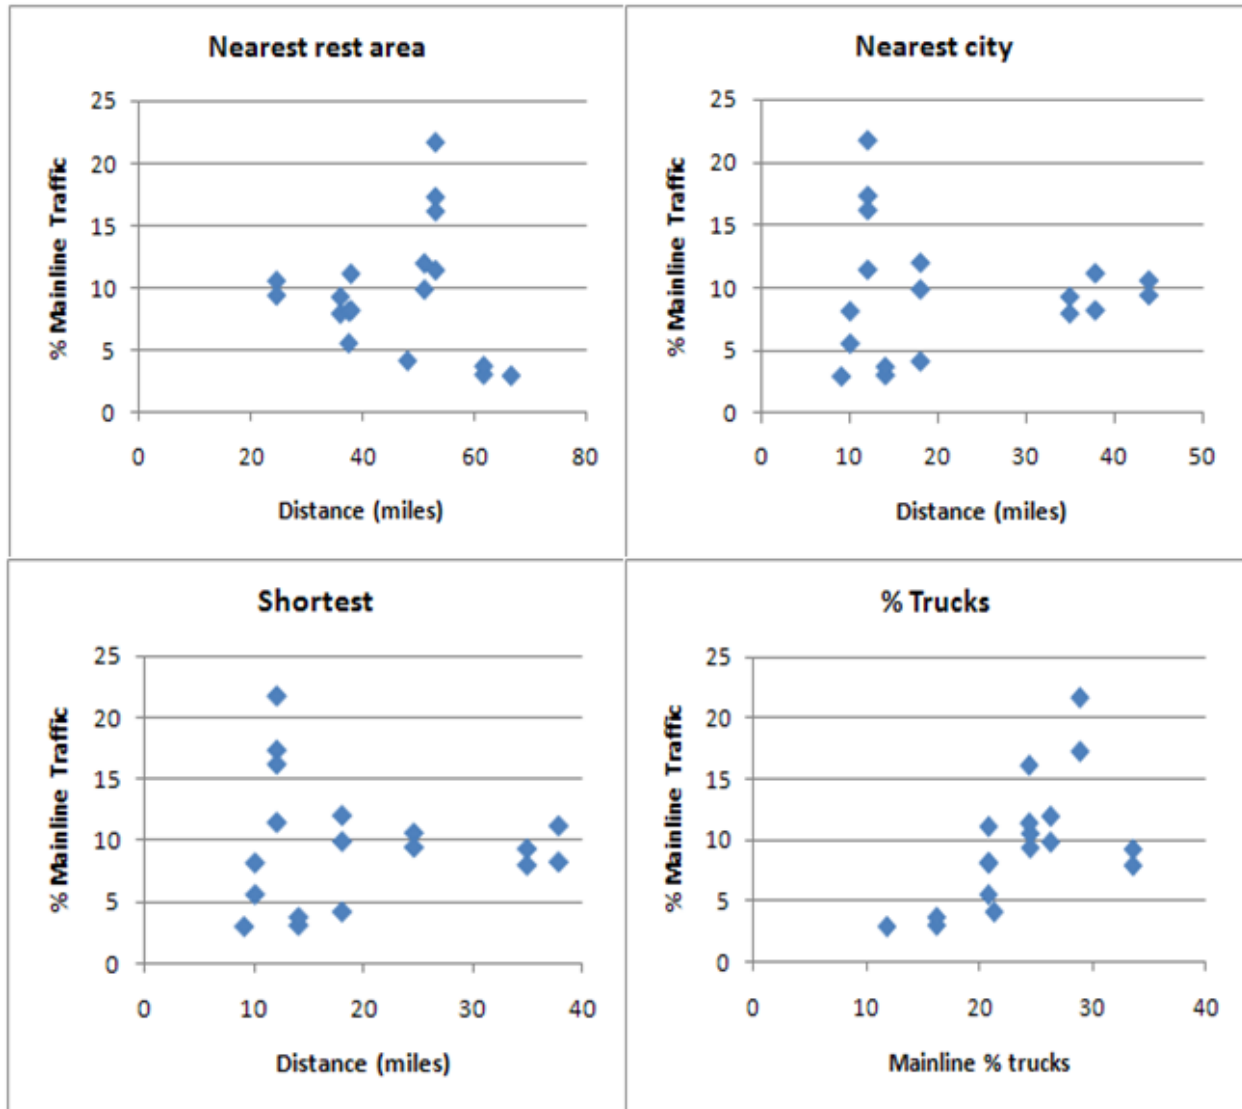 Nearest rest area
% Mainline Traffic
25
20
15
10
5
0
0 20 40 60 80
Distance (miles)
Nearest city
% Mainline Traffic
25
20
15
10
5
0
0 10 20 30 40 50
Distance (miles)
Shortest
% Mainline Traffic
25
20
15
10
5
0
0 10 20 30 40
Distance (miles)
% Trucks
% Mainline Traffic
25
20
15
10
5
0
0 10 20 30 40
Mainline % trucks